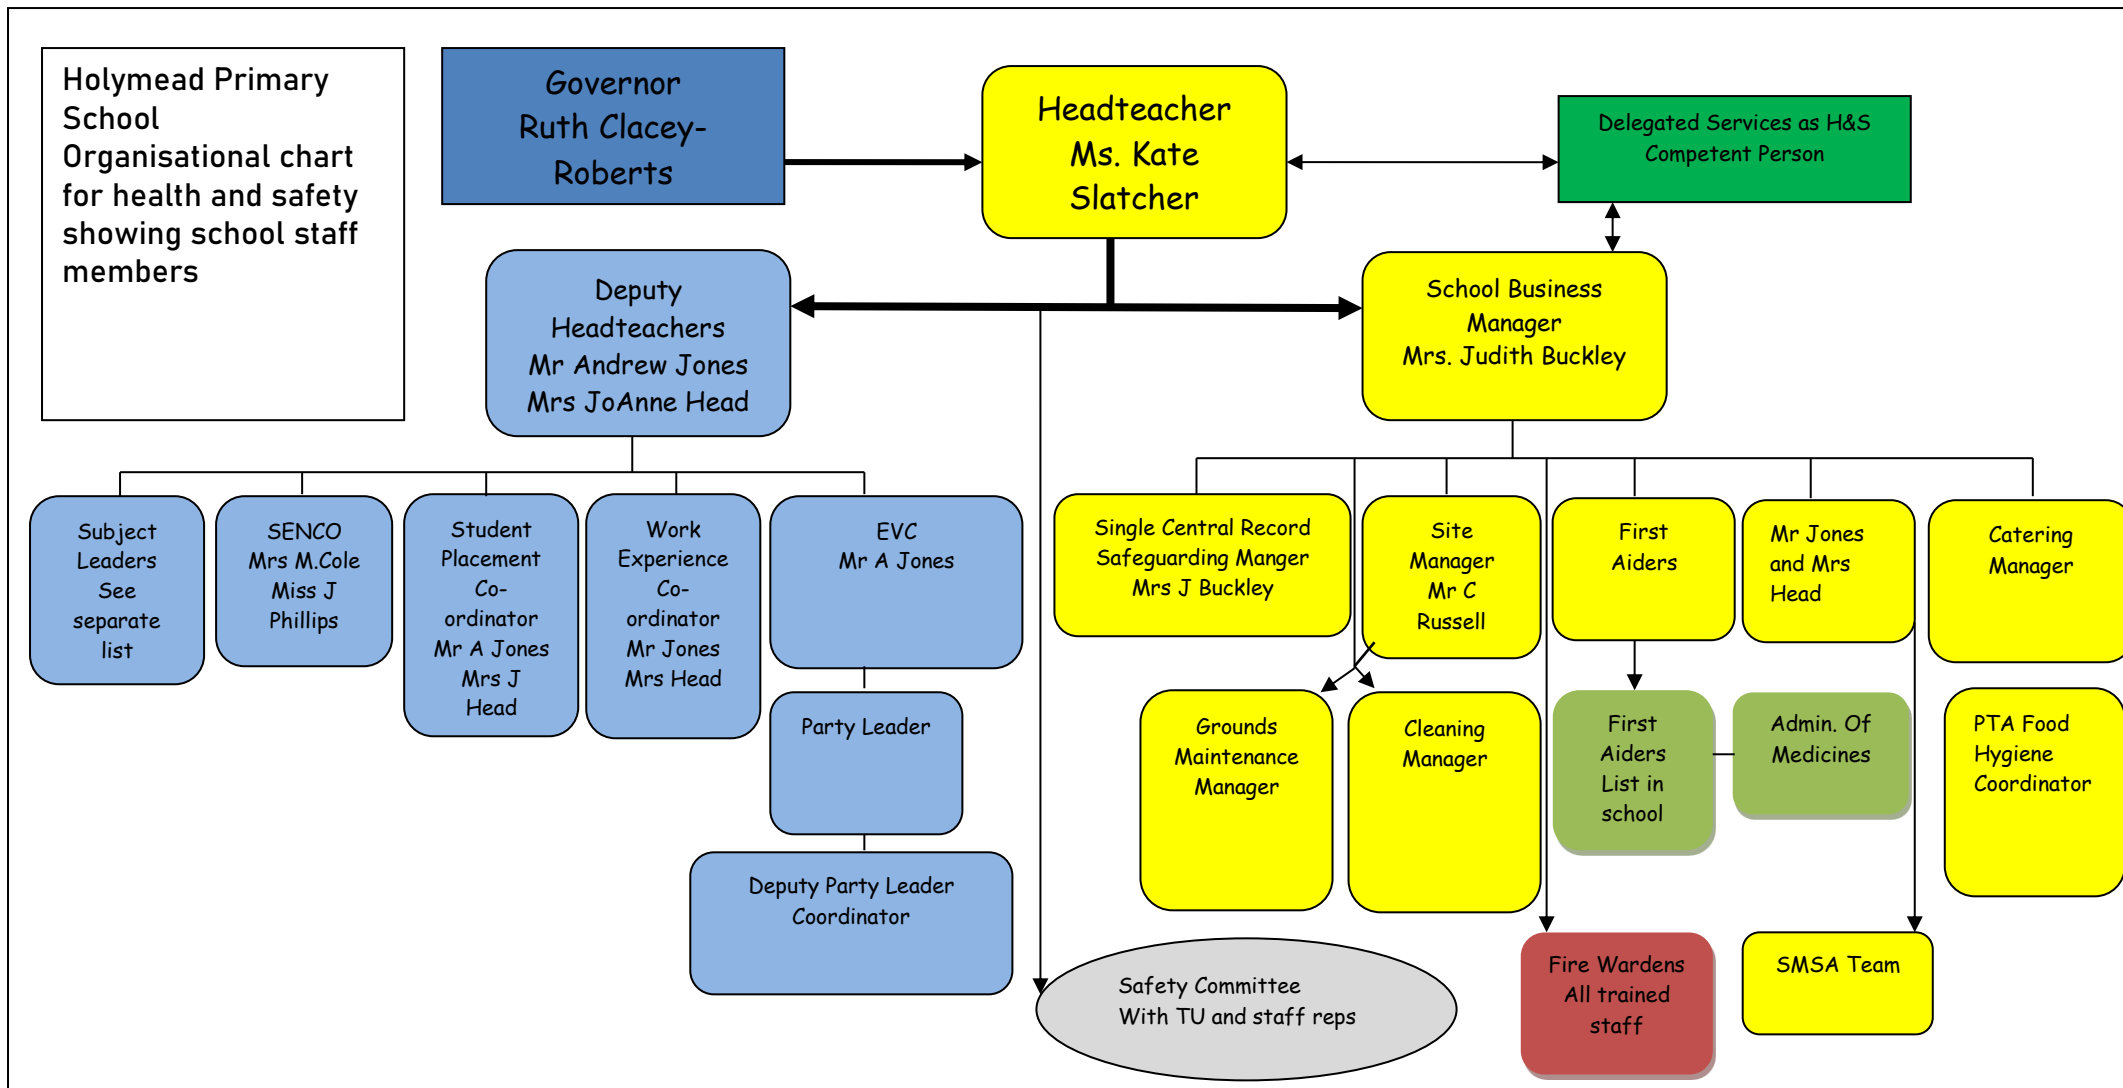 Holymead Primary
School
Organisational chart
for health and safety
showing school staff
members
Governor
Ruth Clacey-
Roberts
Headteacher
Ms. Kate
Slatcher
Delegated Services as H&S
Competent Person
Deputy
Headteachers
Mr Andrew Jones
Mrs JoAnne Head
School Business
Manager
Mrs. Judith Buckley
Subject
Leaders
See
separate
list
SENCO
Mrs M.Cole
Miss J
Phillips
Student
Placement
Co-
ordinator
Mr A Jones
Mrs J
Head
Work
Experience
Co-
ordinator
Mr Jones
Mrs Head
EVC
Mr A Jones
Single Central Record
Safeguarding Manger
Mrs J Buckley
Site
Manager
Mr C
Russell
First
Aiders
Mr Jones
and Mrs
Head
Catering
Manager
Party Leader
Grounds
Maintenance
Manager
Cleaning
Manager
First
Aiders
List in
school
Admin. Of
Medicines
PTA Food
Hygiene
Coordinator
Deputy Party Leader
Coordinator
Safety Committee
With TU and staff reps
Fire Wardens
All trained
staff
SMSA Team